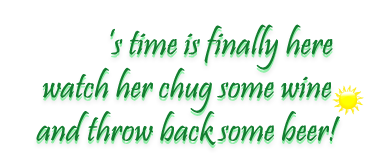 's time is finally here
watch her chug some wine
and throw back some beer!